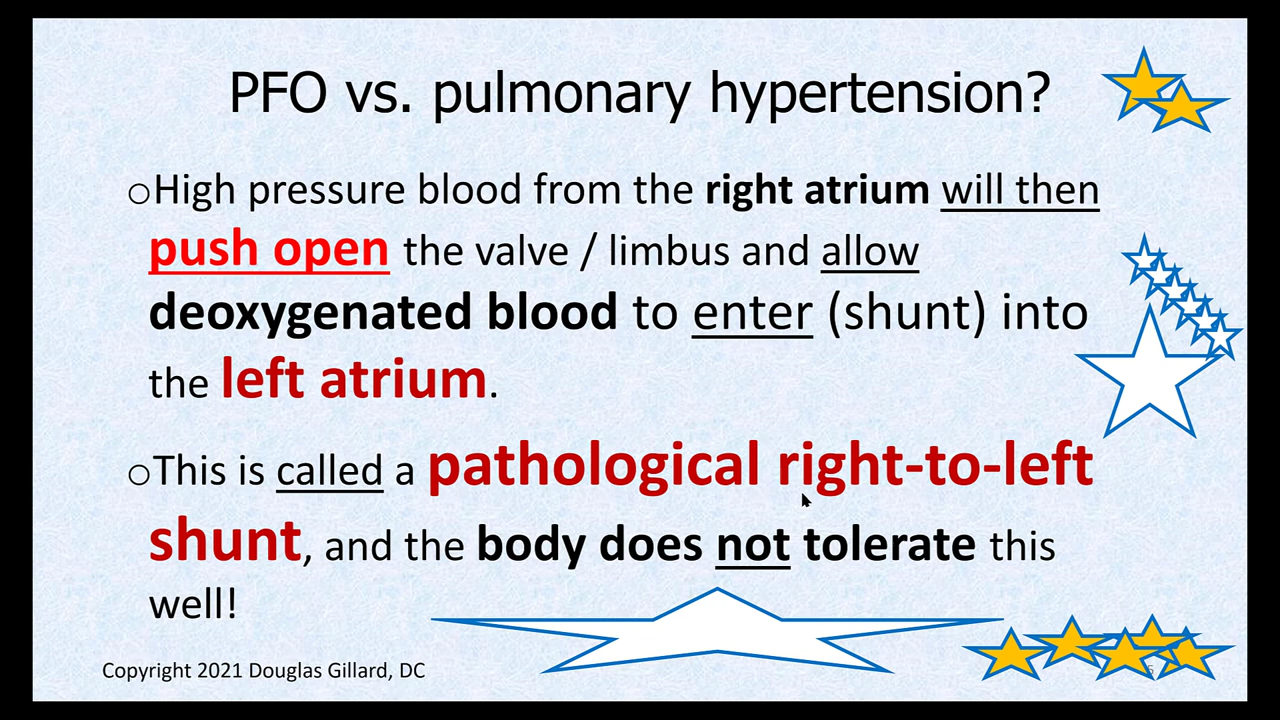 PFO vs. pulmonary hypertension?
oHigh pressure blood from the right atrium will then
push open the valve / limbus and allow
deoxygenated blood to enter (shunt) into
the left atrium.
oThis is called a pathological right-to-left
shunt, and the body does not tolerate this
well!
Copyright 2021 Douglas Gillard, DC